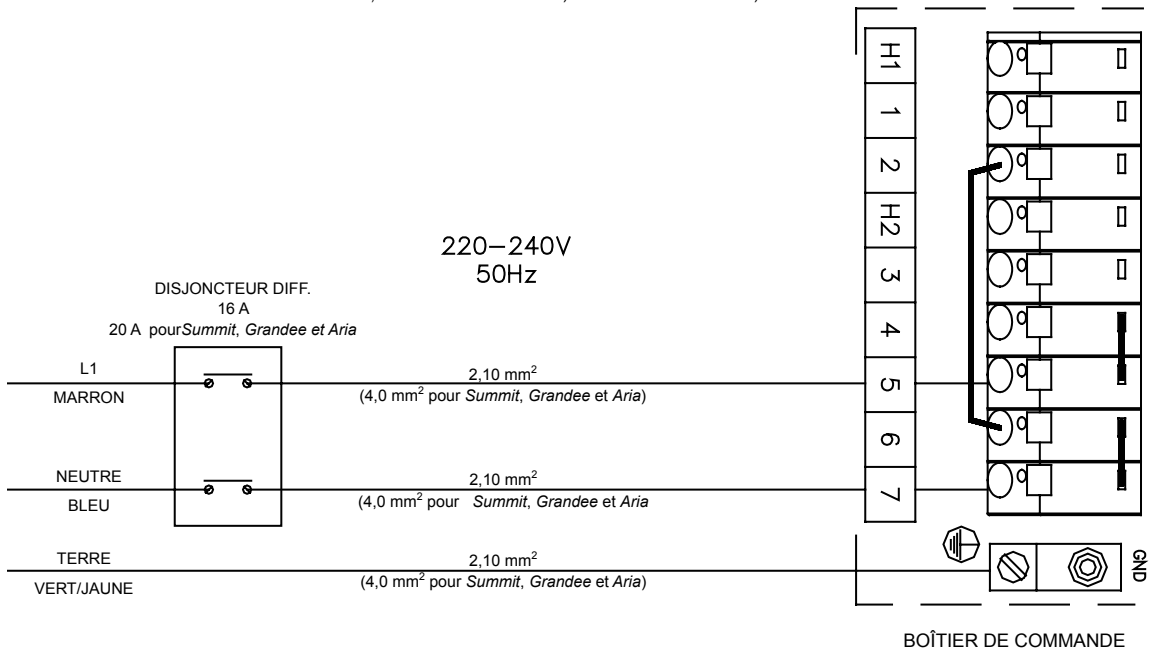 H1
1
2
H2
3
4
5
6
7
220–240V
50Hz
DISJONCTEUR DIFF.
16 A
20 A pourSummit, Grandee et Aria
L1
MARRON
2,10 mm²
(4,0 mm² pour Summit, Grandee et Aria)
NEUTRE
BLEU
2,10 mm²
(4,0 mm² pour Summit, Grandee et Aria
TERRE
VERT/JAUNE
2,10 mm²
(4,0 mm² pour Summit, Grandee et Aria)
GND
BOÎTIER DE COMMANDE